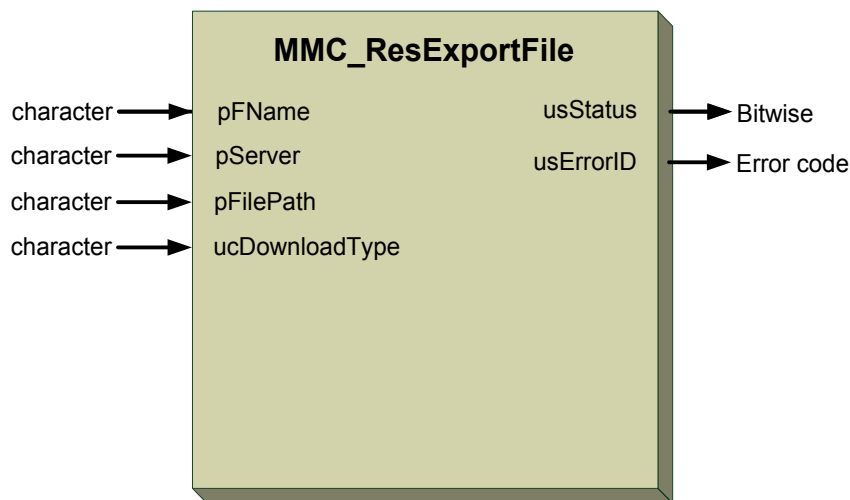 MMC_ResExportFile
character pFName usStatus Bitwise
character pServer usErrorID Error code
character pFilePath
character ucDownloadType